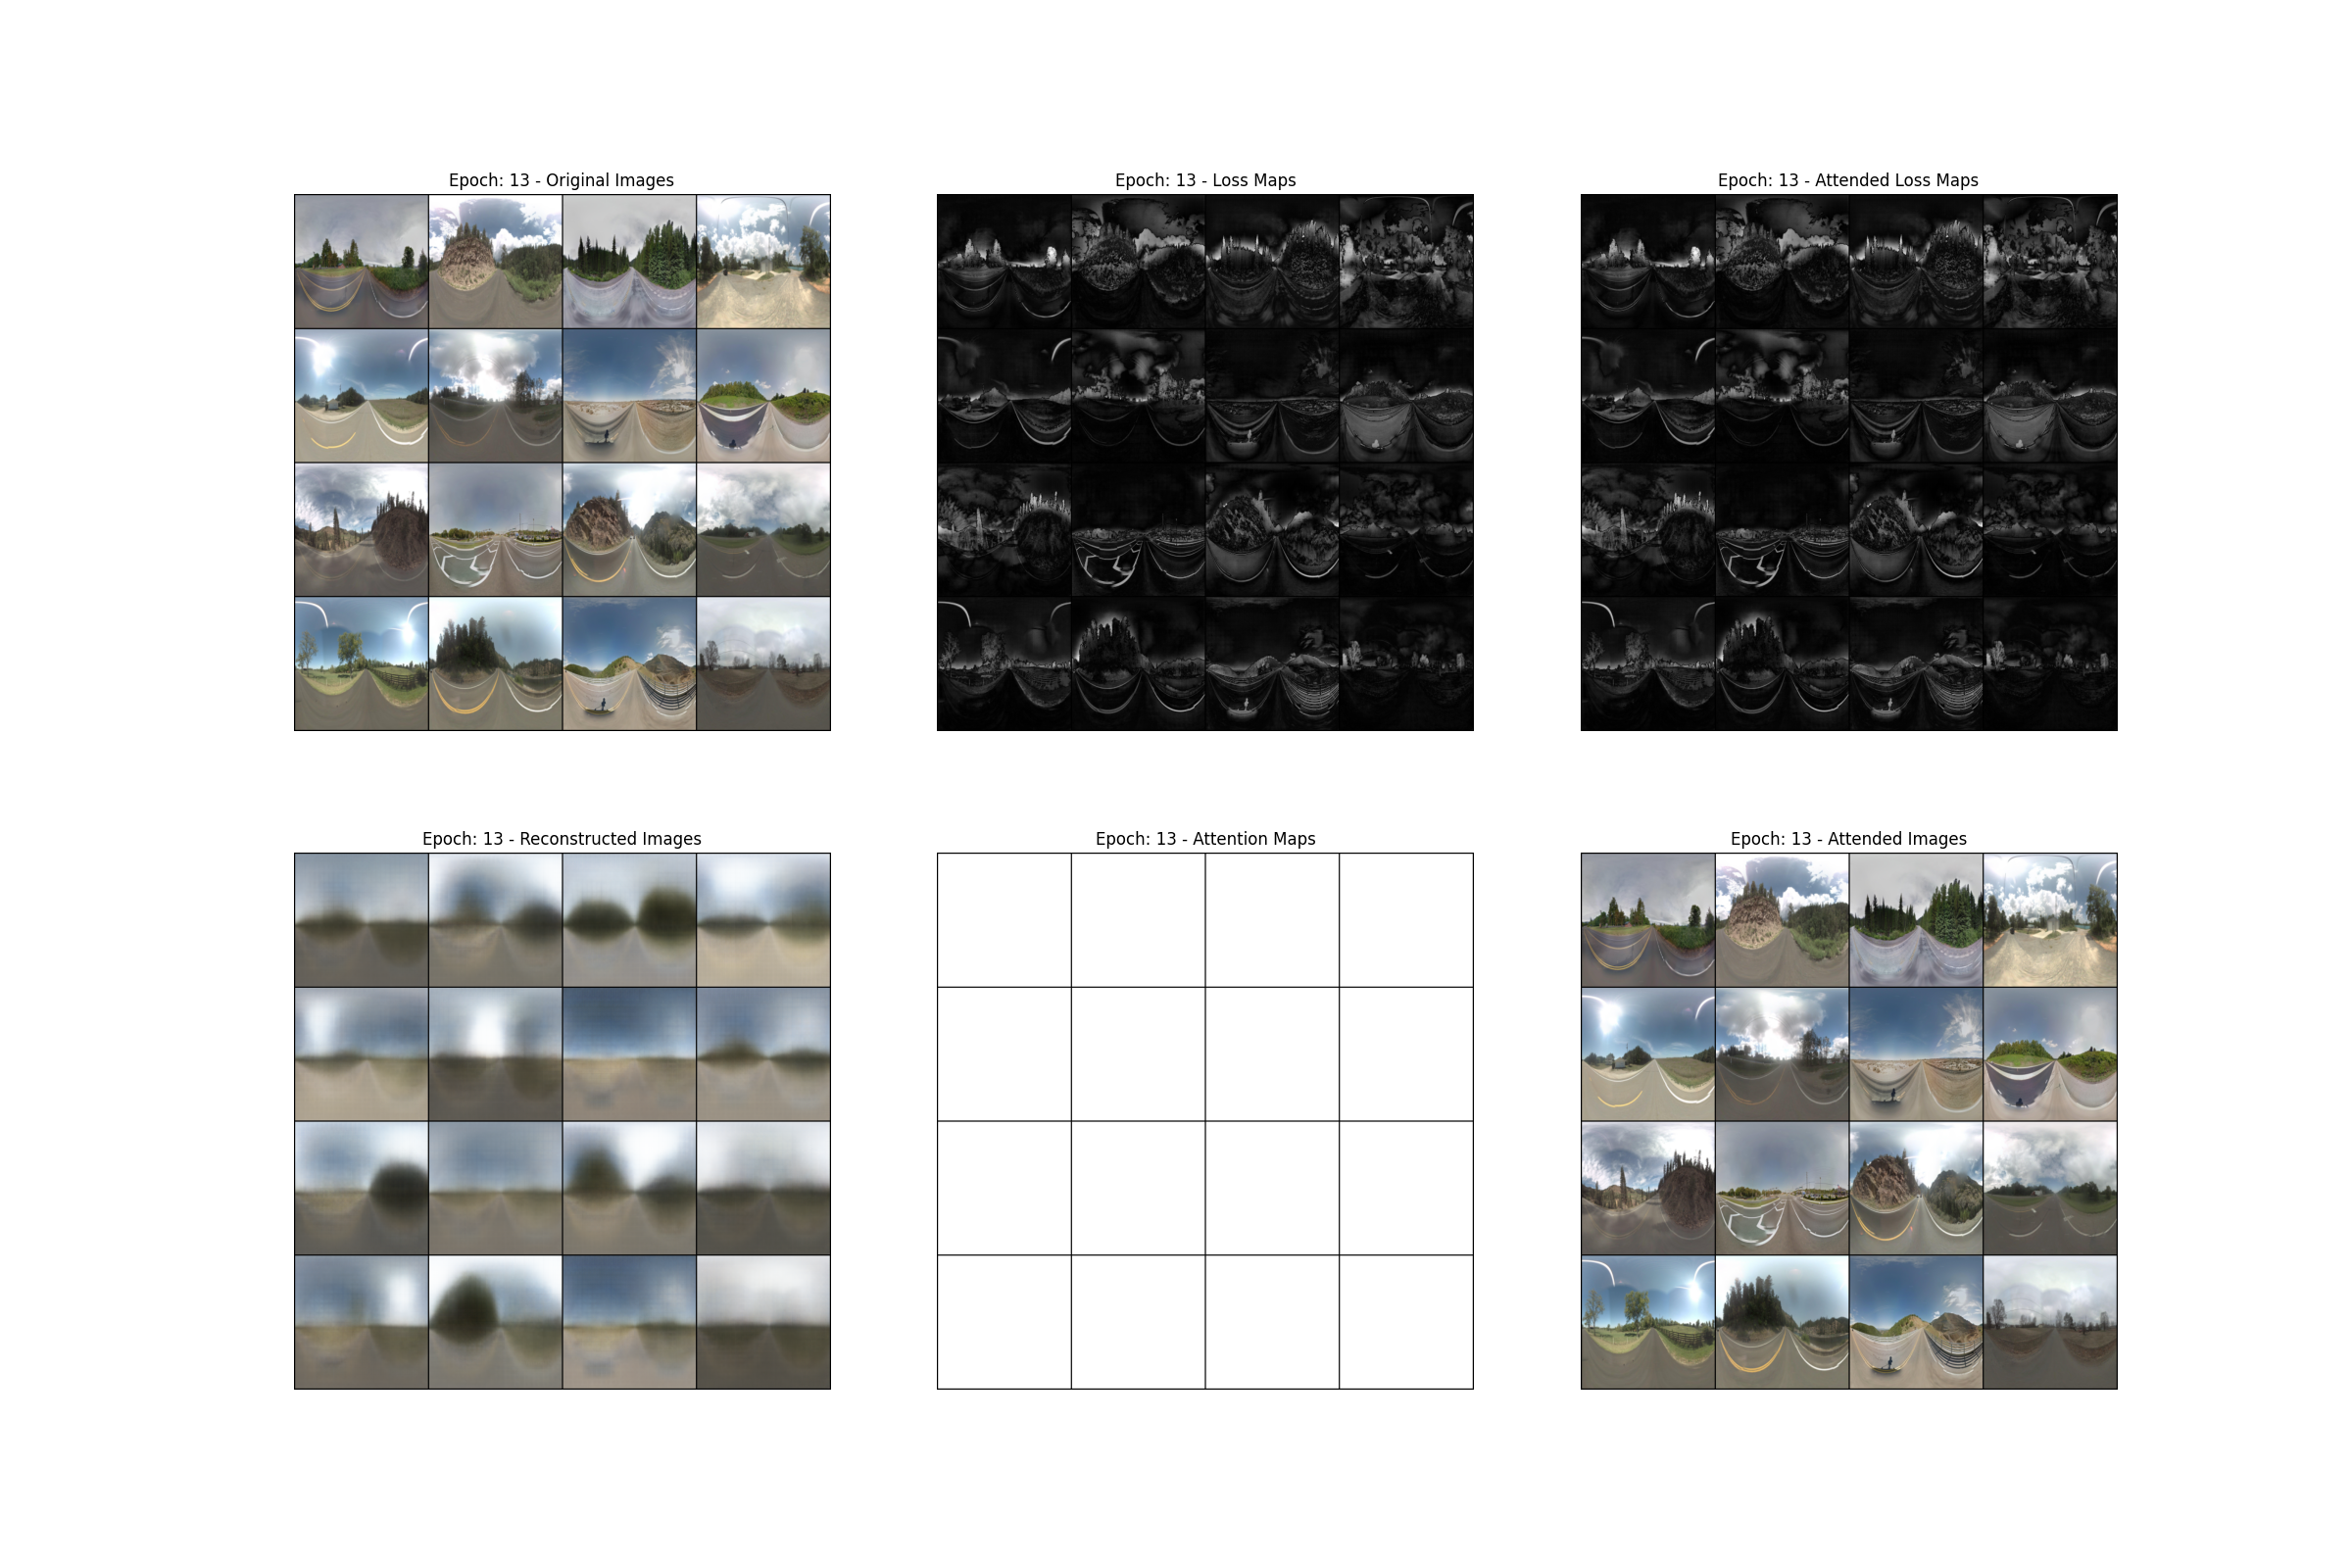 Epoch: 13 - Original Images
Epoch: 13 - Loss Maps
Epoch: 13 - Attended Loss Maps
Epoch: 13 - Reconstructed Images
Epoch: 13 - Attention Maps
Epoch: 13 - Attended Images